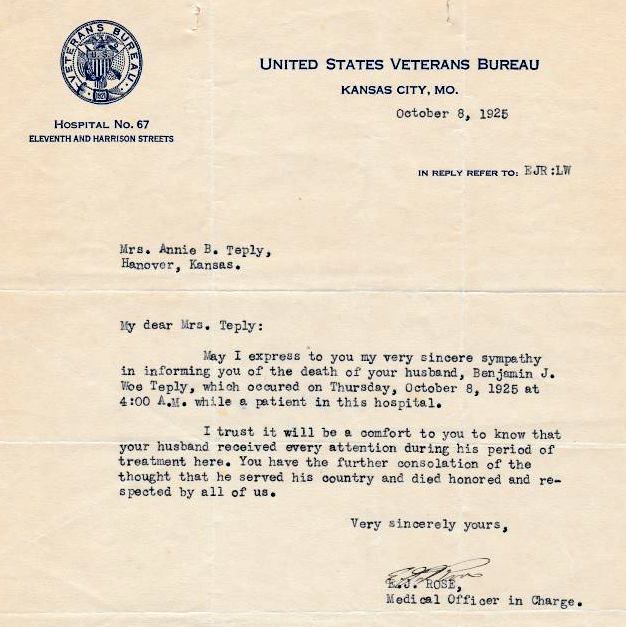 VETERANS BUREAU
UNITED STATES VETERANS BUREAU
KANSAS CITY, MO.
October 8, 1925
HOSPITAL NO. 67
ELEVENTH AND HARRISON STREETS
IN REPLY REFER TO: EJR:LW
Mrs. Annie B. Teply,
Hanover, Kansas.
My dear Mrs. Teply:
May I express to you my very sincere sympathy
in informing you of the death of your husband, Benjamin J.
Woe Teply, which occured on Thursday, October 8, 1925 at
4:00 A.M. while a patient in this hospital.
I trust it will be a comfort to you to know that
your husband received every attention during his period of
treatment here. You have the further consolation of the
thought that he served his country and died honored and re-
spected by all of us.
Very sincerely yours,
E.J. ROSE,
Medical Officer in Charge.